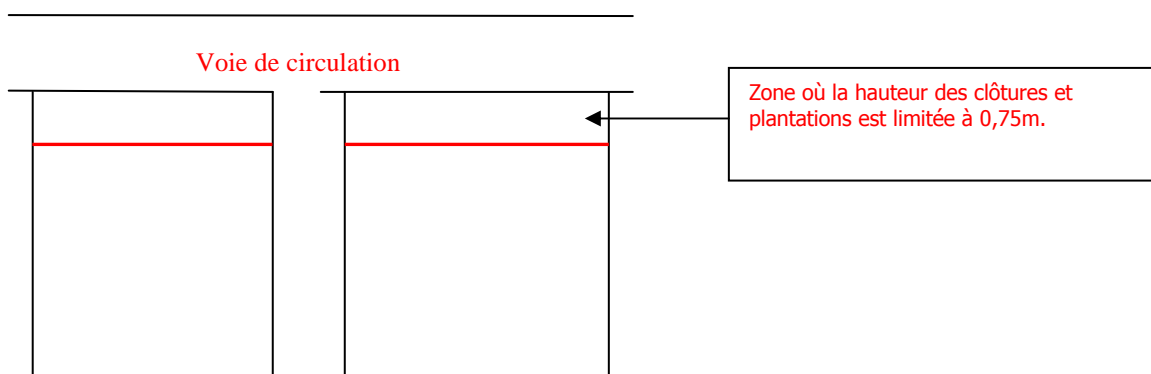 Voie de circulation
Zone où la hauteur des clôtures et
plantations est limitée à 0,75m.